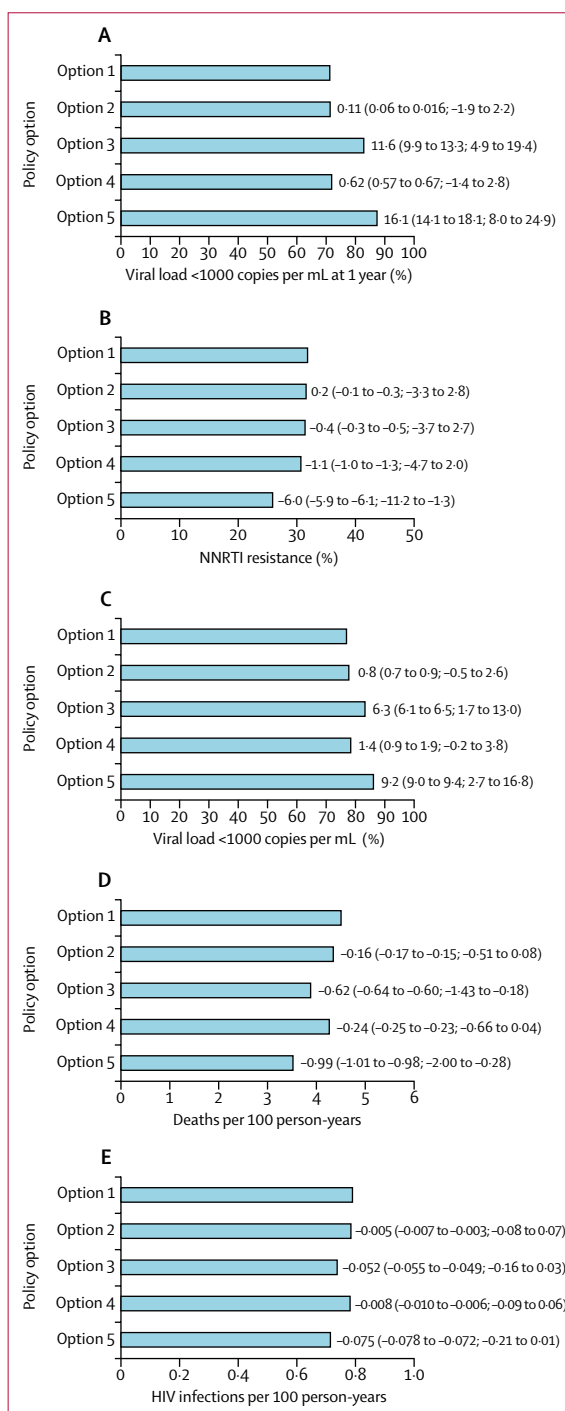 A
Policy option
Option 1
Option 2
0·11 (0·06 to 0·016; –1·9 to 2·2)
Option 3
11·6 (9·9 to 13·3; 4·9 to 19·4)
Option 4
0·62 (0·57 to 0·67; –1·4 to 2·8)
Option 5
16·1 (14·1 to 18·1; 8·0 to 24·9)
0 10 20 30 40 50 60 70 80 90 100
Viral load <1000 copies per mL at 1 year (%)
B
Policy option
Option 1
Option 2
0·2 (–0·1 to –0·3; –3·3 to 2·8)
Option 3
–0·4 (–0·3 to –0·5; –3·7 to 2·7)
Option 4
–1·1 (–1·0 to –1·3; –4·7 to 2·0)
Option 5
–6·0 (–5·9 to –6·1; –11·2 to –1·3)
0 10 20 30 40 50
NNRTI resistance (%)
C
Policy option
Option 1
Option 2
0·8 (0·7 to 0·9; –0·5 to 2·6)
Option 3
6·3 (6·1 to 6·5; 1·7 to 13·0)
Option 4
1·4 (0·9 to 1·9; –0·2 to 3·8)
Option 5
9·2 (9·0 to 9·4; 2·7 to 16·8)
0 10 20 30 40 50 60 70 80 90 100
Viral load <1000 copies per mL (%)
D
Policy option
Option 1
Option 2
–0·16 (–0·17 to –0·15; –0·51 to 0·08)
Option 3
–0·62 (–0·64 to –0·60; –1·43 to –0·18)
Option 4
–0·24 (–0·25 to –0·23; –0·66 to 0·04)
Option 5
–0·99 (–1·01 to –0·98; –2·00 to –0·28)
0 1 2 3 4 5 6
Deaths per 100 person-years
E
Policy option
Option 1
Option 2
–0·005 (–0·007 to –0·003; –0·08 to 0·07)
Option 3
–0·052 (–0·055 to –0·049; –0·16 to 0·03)
Option 4
–0·008 (–0·010 to –0·006; –0·09 to 0·06)
Option 5
–0·075 (–0·078 to –0·072; –0·21 to 0·01)
0 0·2 0·4 0·6 0·8 1·0
HIV infections per 100 person-years